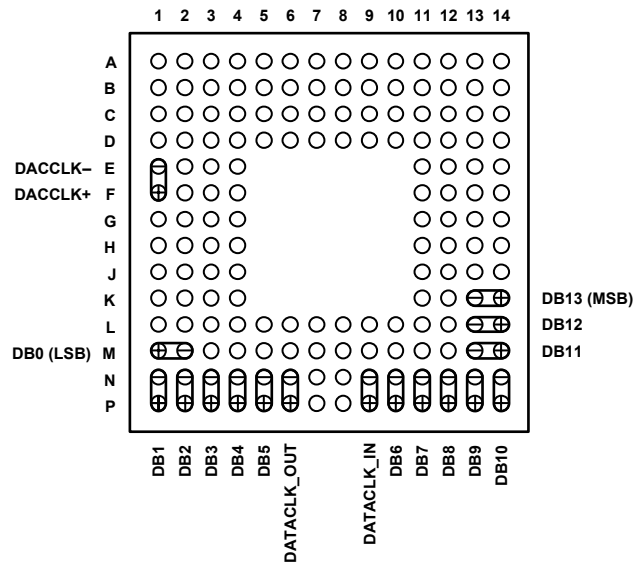 1 2 3 4 5 6 7 8 9 10 11 12 13 14
A
B
C
D
DACCLK– E
DACCLK+ F
G
H
J
K DB13 (MSB)
L DB12
DB0 (LSB) M DB11
N
P
DB1 DB2 DB3 DB4 DB5 DATACLK_OUT DATACLK_IN DB6 DB7 DB8 DB9 DB10